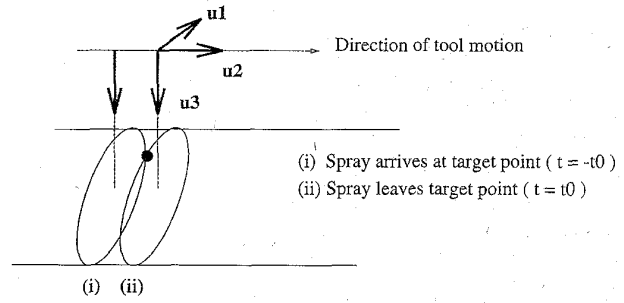 u1
Direction of tool motion
u2
u3
(i) Spray arrives at target point ( t = -t0 )
(ii) Spray leaves target point ( t = t0 )
(i) (ii)